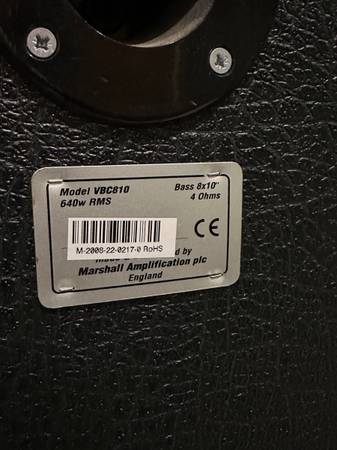 Model VBC810 Bass 8x10"
640w RMS 4 Ohms
CE
M-2008-22-0217-0 RoHS
by
Marshall Amplification plc
England